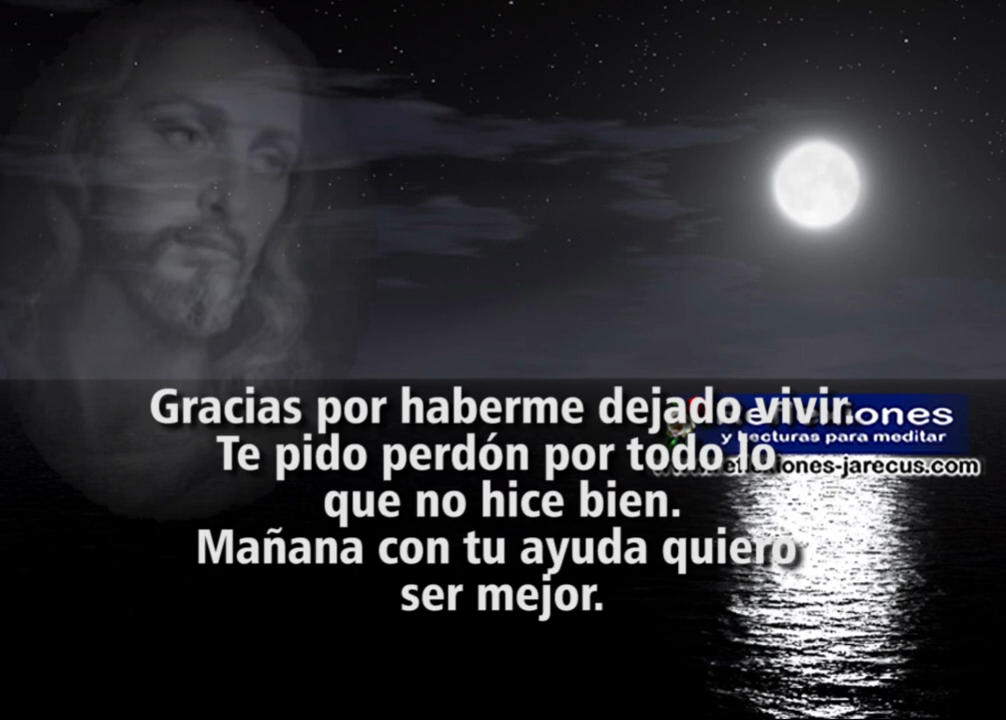 Gracias por haberme dejado vivir.
Te pido perdón por todo lo
que no hice bien.
Mañana con tu ayuda quiero
ser mejor.
y lecturas para meditar